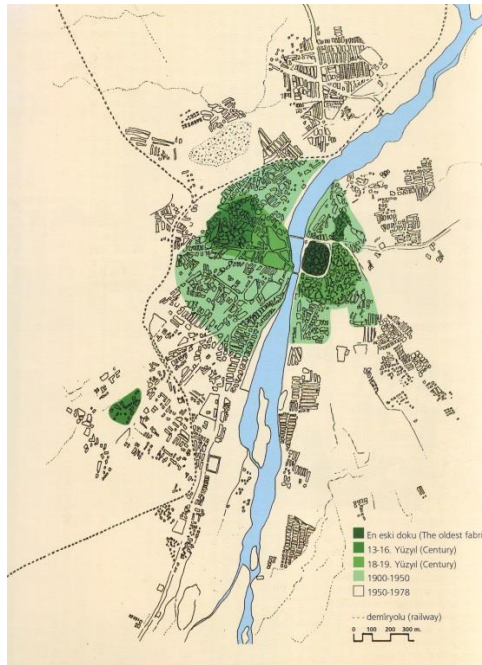 En eski doku (The oldest fabri
13-16. Yüzyıl (Century)
18-19. Yüzyıl (Century)
1900-1950
1950-1978
demiryolu (railway)
0 100 200 300 m.